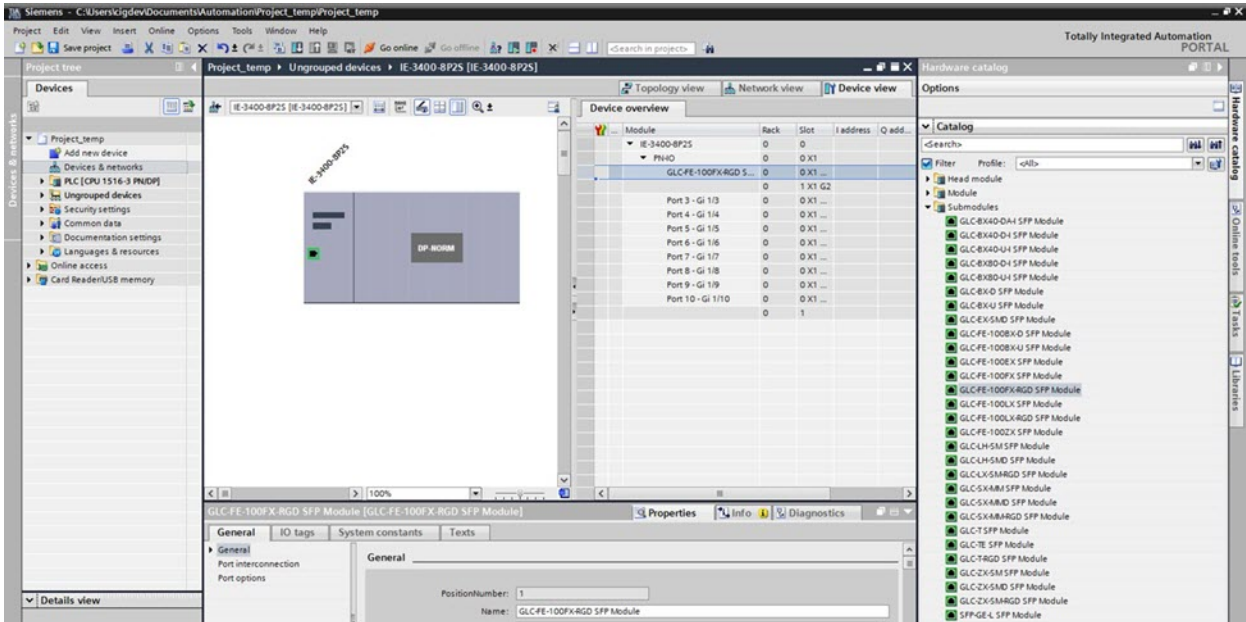 Siemens - C:\Users\cigdev\Documents\Automation\Project_temp\Project_temp
Project Edit View Insert Online Options Tools Window Help
Totally Integrated Automation
PORTAL
Save project
Go online
Go offline
<Search in project>
Project tree
Devices
Project_temp
Add new device
Devices & networks
PLC [CPU 1516-3 PN/DP]
Ungrouped devices
Security settings
Common data
Documentation settings
Languages & resources
Online access
Card Reader/USB memory
Details view
Devices & networks
Project_temp ▸ Ungrouped devices ▸ IE-3400-8P2S [IE-3400-8P2S]
Topology view
Network view
Device view
IE-3400-8P2S [IE-3400-8P2S]
IE-3400-8P2S
DP-NORM
100%
Device overview
... Module Rack Slot I address Q add...
IE-3400-8P2S 0 0
PN-IO 0 0 X1
GLC-FE-100FX-RGD S... 0 0 X1 ...
0 1 X1 G2
Port 3 - Gi 1/3 0 0 X1 ...
Port 4 - Gi 1/4 0 0 X1 ...
Port 5 - Gi 1/5 0 0 X1 ...
Port 6 - Gi 1/6 0 0 X1 ...
Port 7 - Gi 1/7 0 0 X1 ...
Port 8 - Gi 1/8 0 0 X1 ...
Port 9 - Gi 1/9 0 0 X1 ...
Port 10 - Gi 1/10 0 0 X1 ...
0 1
GLC-FE-100FX-RGD SFP Module [GLC-FE-100FX-RGD SFP Module]
Properties
Info
Diagnostics
General
IO tags
System constants
Texts
General
Port interconnection
Port options
General
PositionNumber: 1
Name: GLC-FE-100FX-RGD SFP Module
Hardware catalog
Options
Catalog
<Search>
Filter Profile: <All>
Head module
Module
Submodules
GLC-BX40-DA-I SFP Module
GLC-BX40-D-I SFP Module
GLC-BX40-U-I SFP Module
GLC-BX80-D-I SFP Module
GLC-BX80-U-I SFP Module
GLC-BX-D SFP Module
GLC-BX-U SFP Module
GLC-EX-SMD SFP Module
GLC-FE-100BX-D SFP Module
GLC-FE-100BX-U SFP Module
GLC-FE-100EX SFP Module
GLC-FE-100FX SFP Module
GLC-FE-100FX-RGD SFP Module
GLC-FE-100LX SFP Module
GLC-FE-100LX-RGD SFP Module
GLC-FE-100ZX SFP Module
GLC-LH-SM SFP Module
GLC-LH-SMD SFP Module
GLC-LX-SM-RGD SFP Module
GLC-SX-MM SFP Module
GLC-SX-MMD SFP Module
GLC-SX-MM-RGD SFP Module
GLC-T SFP Module
GLC-TE SFP Module
GLC-T-RGD SFP Module
GLC-ZX-SM SFP Module
GLC-ZX-SMD SFP Module
GLC-ZX-SM-RGD SFP Module
SFP-GE-L SFP Module
Hardware catalog
Online tools
Tasks
Libraries